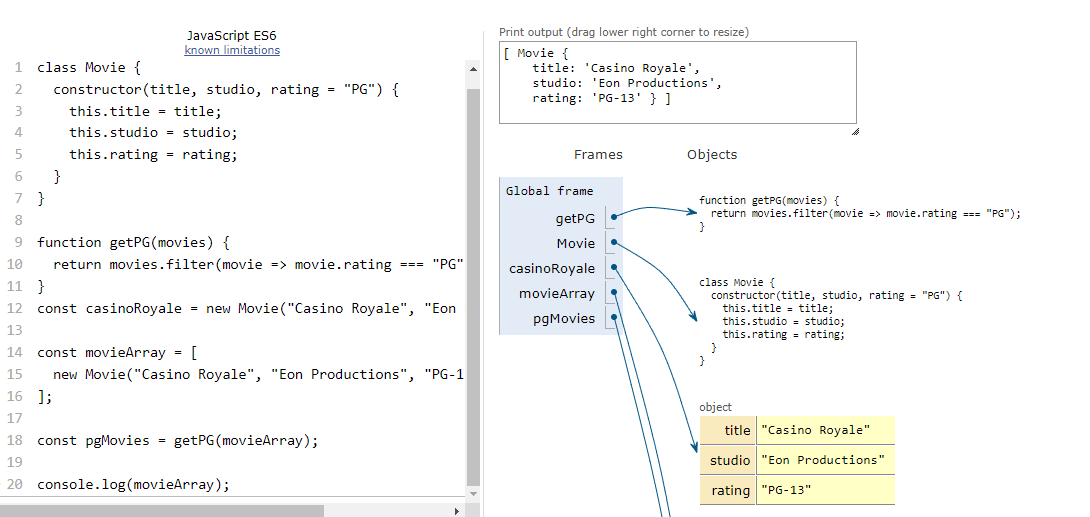 JavaScript ES6
known limitations
1 class Movie {
2   constructor(title, studio, rating = "PG") {
3     this.title = title;
4     this.studio = studio;
5     this.rating = rating;
6   }
7 }
8
9 function getPG(movies) {
10   return movies.filter(movie => movie.rating === "PG"
11 }
12 const casinoRoyale = new Movie("Casino Royale", "Eon
13
14 const movieArray = [
15   new Movie("Casino Royale", "Eon Productions", "PG-1
16 ];
17
18 const pgMovies = getPG(movieArray);
19
20 console.log(movieArray);
Print output (drag lower right corner to resize)
[ Movie {
    title: 'Casino Royale',
    studio: 'Eon Productions',
    rating: 'PG-13' } ]
Frames Objects
Global frame
getPG
Movie
casinoRoyale
movieArray
pgMovies
function getPG(movies) {
  return movies.filter(movie => movie.rating === "PG");
}
class Movie {
  constructor(title, studio, rating = "PG") {
    this.title = title;
    this.studio = studio;
    this.rating = rating;
  }
}
object
title "Casino Royale"
studio "Eon Productions"
rating "PG-13"